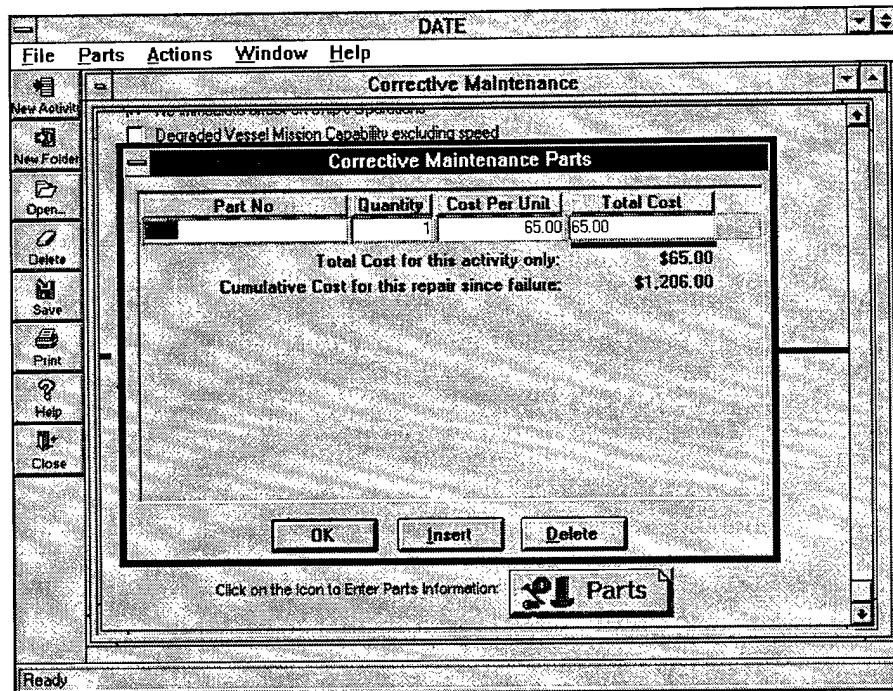 DATE
File Parts Actions Window Help
Corrective Maintenance
New Activit
New Folder
Open...
Delete
Save
Print
Help
Close
Degraded Vessel Mission Capability excluding speed
Corrective Maintenance Parts
Part No Quantity Cost Per Unit Total Cost
1 65.00 65.00
Total Cost for this activity only: $65.00
Cumulative Cost for this repair since failure: $1,206.00
OK Insert Delete
Click on the icon to Enter Parts Information: Parts
Ready